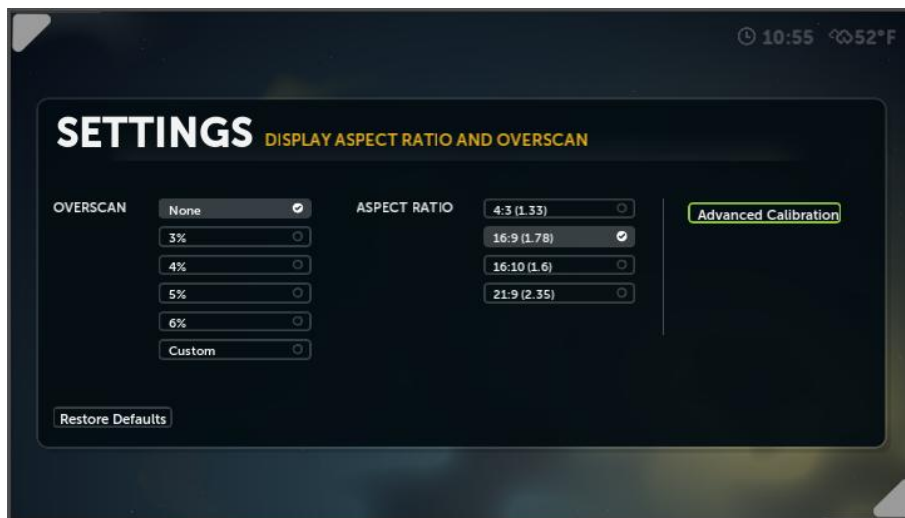 10:55 52°F
SETTINGS DISPLAY ASPECT RATIO AND OVERSCAN
OVERSCAN
None
3%
4%
5%
6%
Custom
ASPECT RATIO
4:3 (1.33)
16:9 (1.78)
16:10 (1.6)
21:9 (2.35)
Advanced Calibration
Restore Defaults